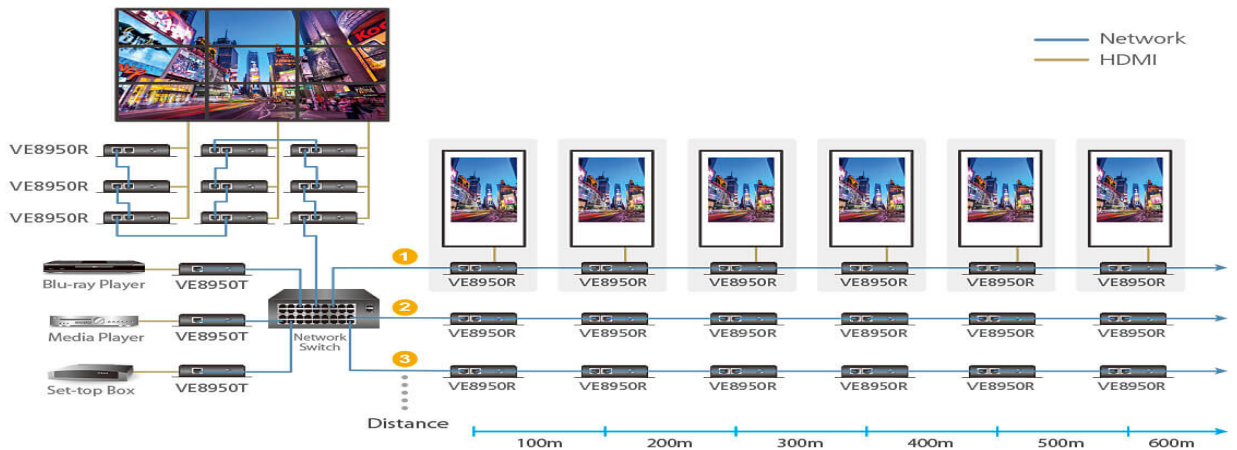 Network
HDMI
VE8950R
VE8950R
VE8950R
Blu-ray Player
VE8950T
Media Player
VE8950T
Set-top Box
VE8950T
Network
Switch
1
VE8950R VE8950R VE8950R VE8950R VE8950R VE8950R
2
VE8950R VE8950R VE8950R VE8950R VE8950R VE8950R
3
VE8950R VE8950R VE8950R VE8950R VE8950R VE8950R
Distance
100m 200m 300m 400m 500m 600m